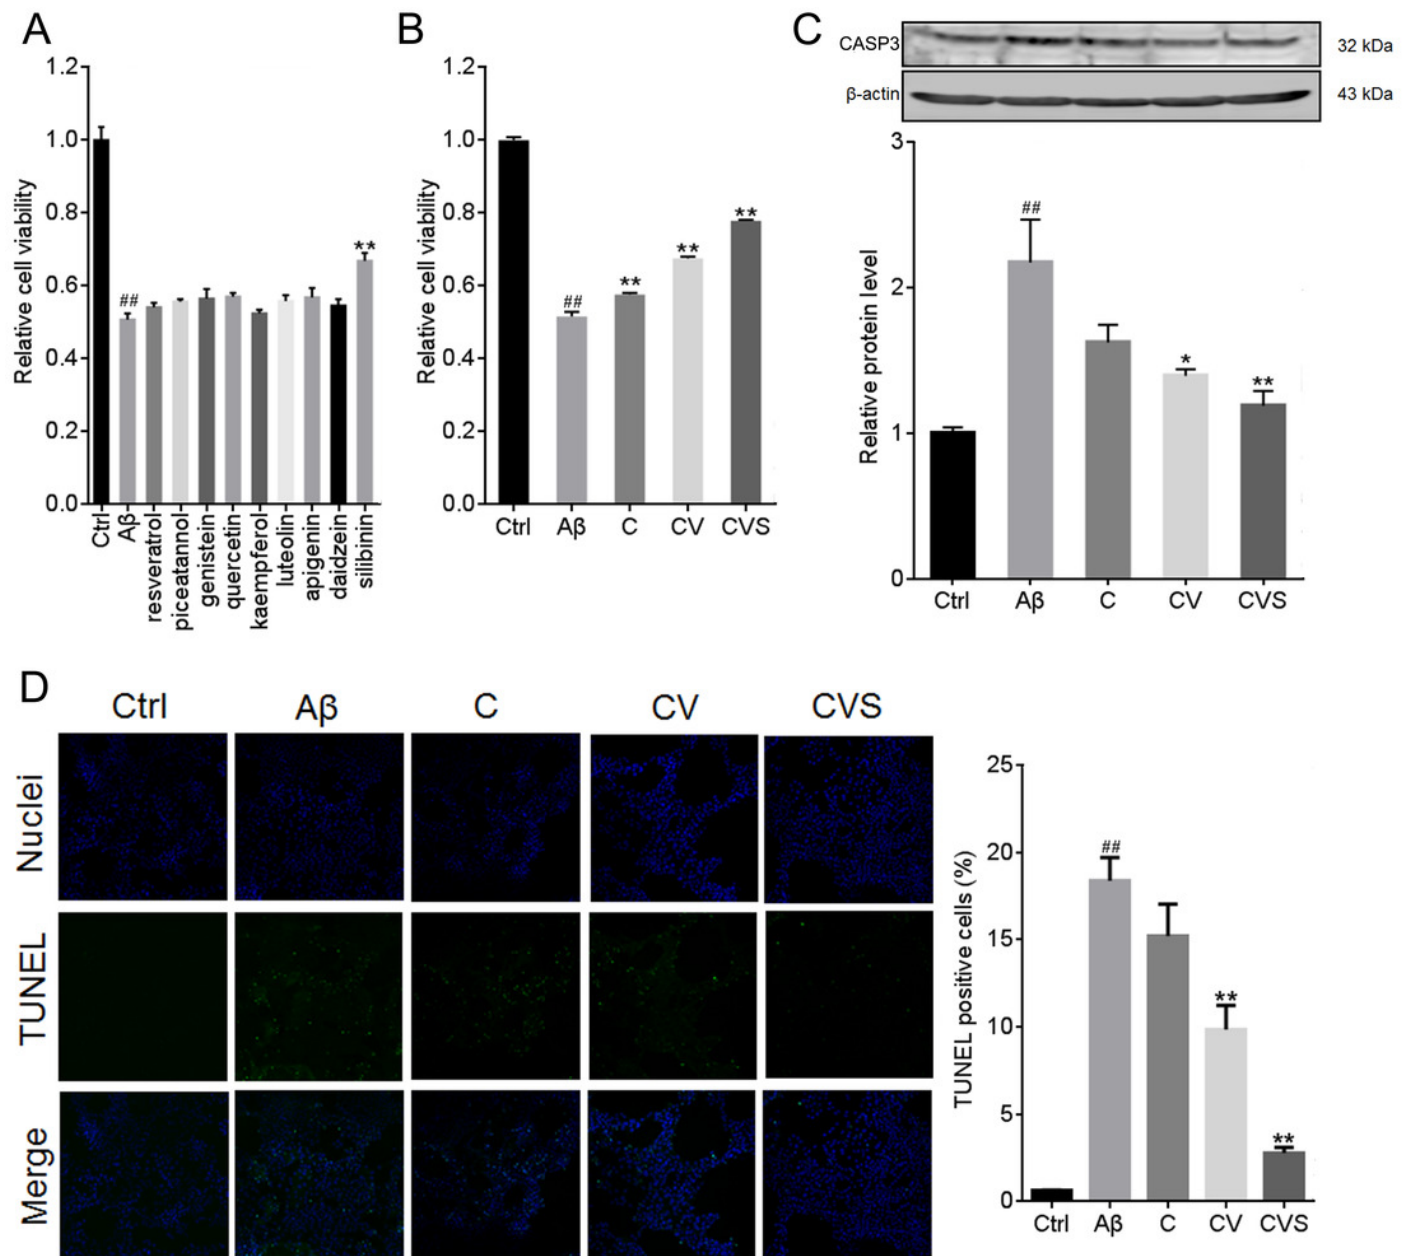 A
1.2
1.0
0.8
0.6
0.4
0.2
0.0
Relative cell viability
##
**
Ctrl
Aβ
resveratrol
piceatannol
genistein
quercetin
kaempferol
luteolin
apigenin
daidzein
silibinin
B
1.2
1.0
0.8
0.6
0.4
0.2
0.0
Relative cell viability
##
**
**
**
Ctrl Aβ C CV CVS
C
CASP3 32 kDa
β-actin 43 kDa
3
2
1
0
Relative protein level
##
*
**
Ctrl Aβ C CV CVS
D
Ctrl Aβ C CV CVS
Nuclei
TUNEL
Merge
25
20
15
10
5
0
TUNEL positive cells (%)
##
**
**
Ctrl Aβ C CV CVS